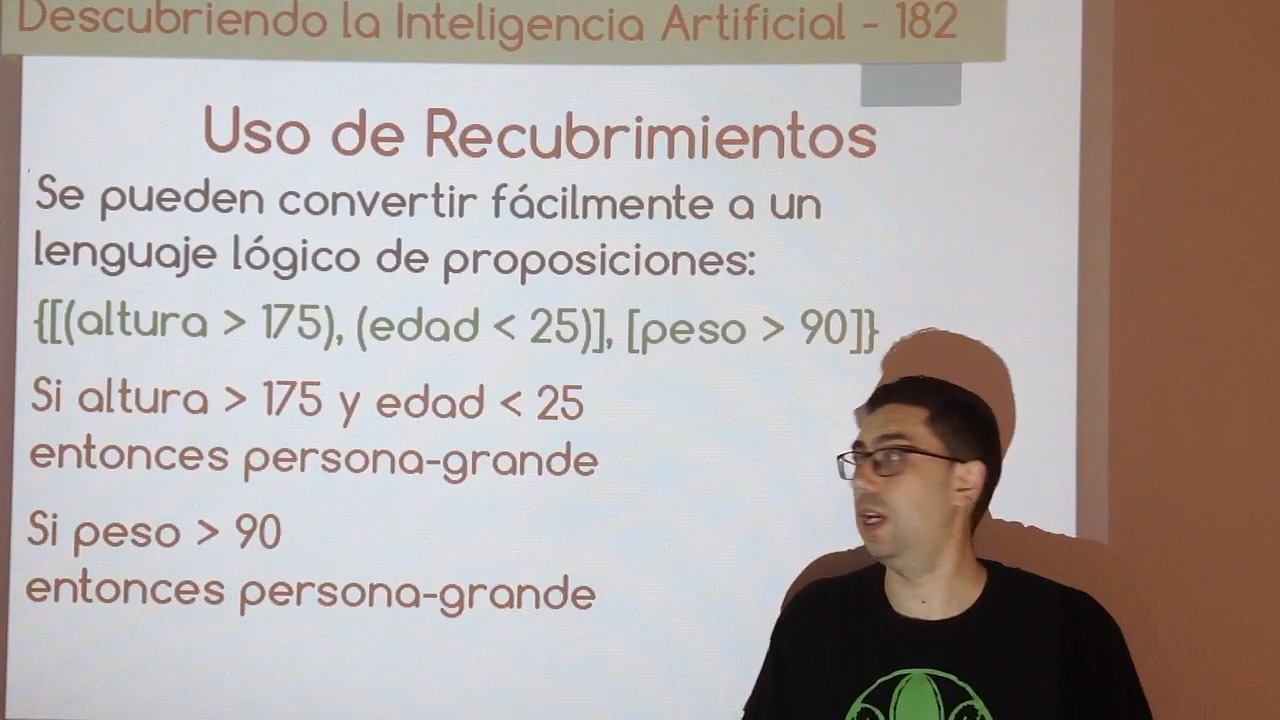 Descubriendo la Inteligencia Artificial - 182
Uso de Recubrimientos
Se pueden convertir fácilmente a un
lenguaje lógico de proposiciones:
{[(altura > 175), (edad < 25)], [peso > 90]}
Si altura > 175 y edad < 25
entonces persona-grande
Si peso > 90
entonces persona-grande